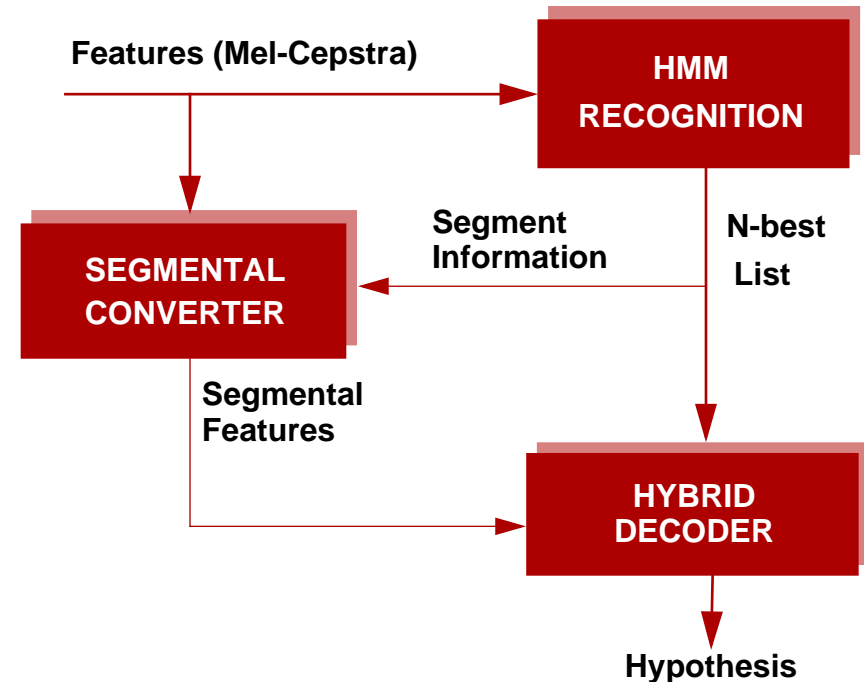 Features (Mel-Cepstra)
HMM
RECOGNITION
Segment
Information
N-best
List
SEGMENTAL
CONVERTER
Segmental
Features
HYBRID
DECODER
Hypothesis